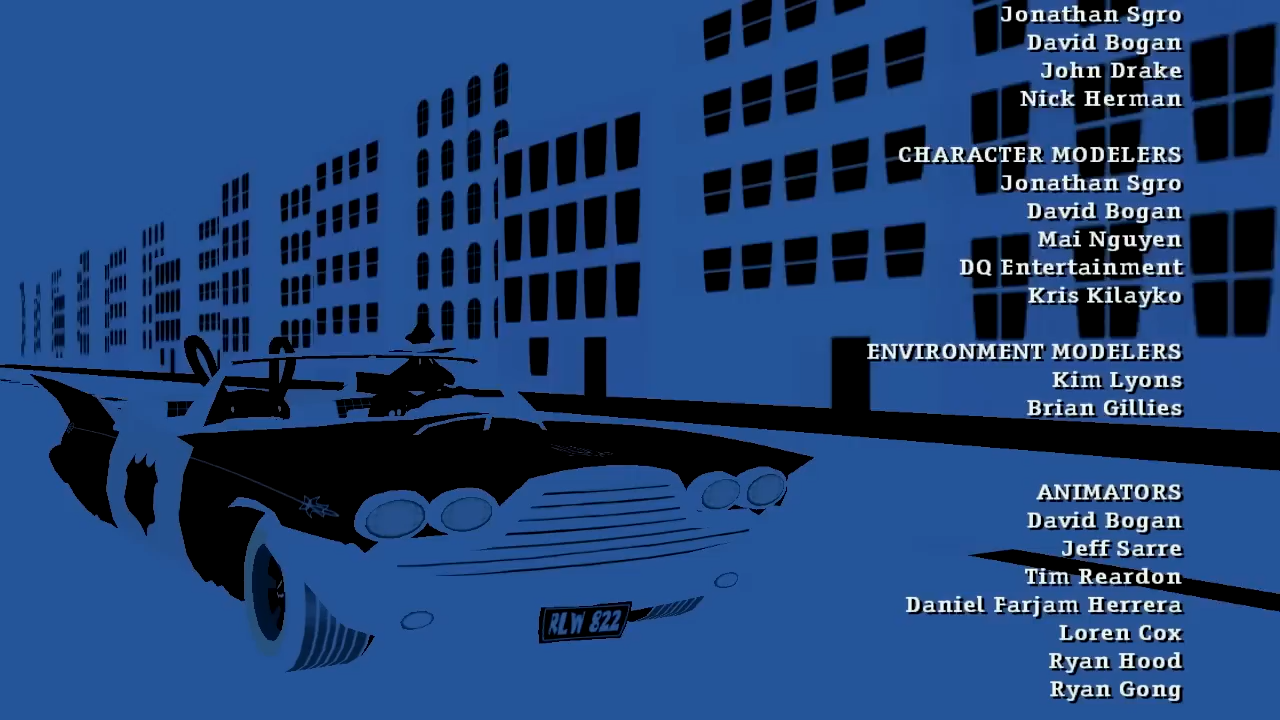 Jonathan Sgro
David Bogan
John Drake
Nick Herman
CHARACTER MODELERS
Jonathan Sgro
David Bogan
Mai Nguyen
DQ Entertainment
Kris Kilayko
ENVIRONMENT MODELERS
Kim Lyons
Brian Gillies
ANIMATORS
David Bogan
Jeff Sarre
Tim Reardon
Daniel Farjam Herrera
Loren Cox
Ryan Hood
Ryan Gong
RLW 822